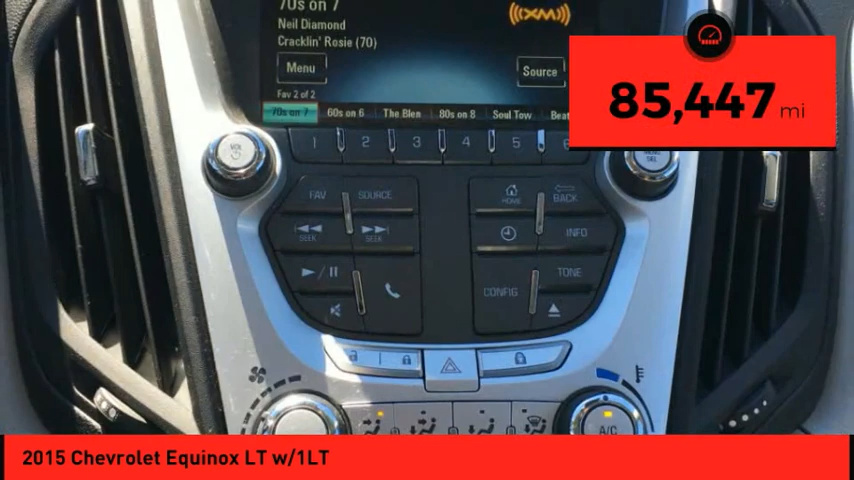 70s on 7
Neil Diamond
Cracklin' Rosie (70)
((XM))
Menu
Source
Fav 2 of 2
70s on 7 60s on 6 The Blen 80s on 8 Soul Tow Beat
85,447 mi
1 2 3 4 5 6
FAV SOURCE
HOME BACK
SEEK SEEK
INFO
TONE
CONFIG
A/C
2015 Chevrolet Equinox LT w/1LT